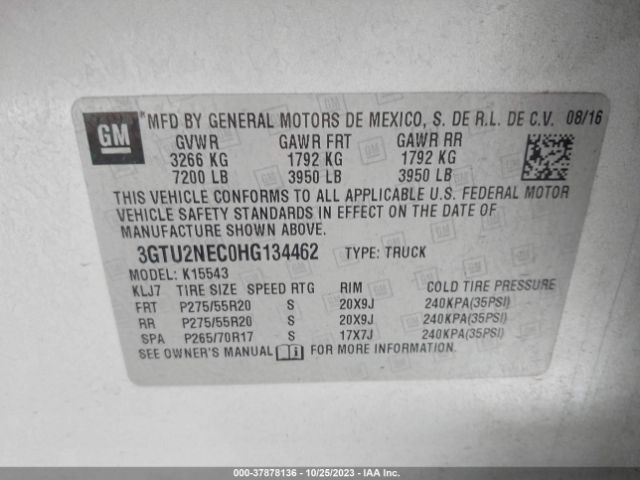 GM
MFD BY GENERAL MOTORS DE MEXICO, S. DE R.L. DE C.V. 08/16
GVWR GAWR FRT GAWR RR
3266 KG 1792 KG 1792 KG
7200 LB 3950 LB 3950 LB
THIS VEHICLE CONFORMS TO ALL APPLICABLE U.S. FEDERAL MOTOR
VEHICLE SAFETY STANDARDS IN EFFECT ON THE DATE OF
MANUFACTURE SHOWN ABOVE.
3GTU2NEC0HG134462 TYPE: TRUCK
MODEL: K15543
KLJ7 TIRE SIZE SPEED RTG RIM COLD TIRE PRESSURE
FRT P275/55R20 S 20X9J 240KPA(35PSI)
RR P275/55R20 S 20X9J 240KPA(35PSI)
SPA P265/70R17 S 17X7J 240KPA(35PSI)
SEE OWNER'S MANUAL FOR MORE INFORMATION.
000-37878136 - 10/25/2023 - IAA Inc.